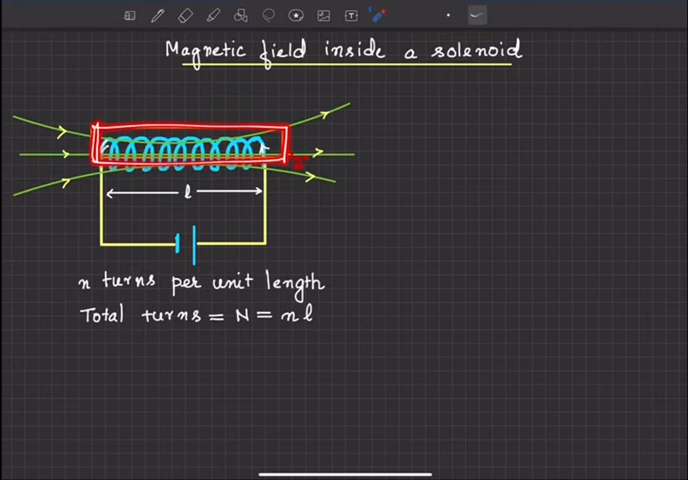 Magnetic field inside a solenoid
l
n turns per unit length
Total turns = N = nl